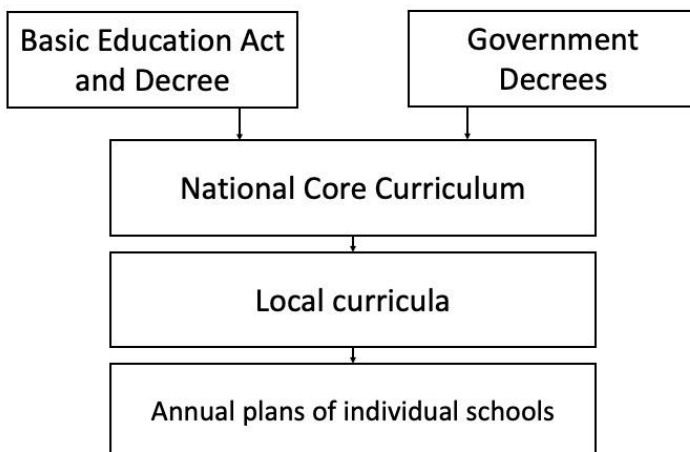 Basic Education Act
and Decree
Government
Decrees
National Core Curriculum
Local curricula
Annual plans of individual schools